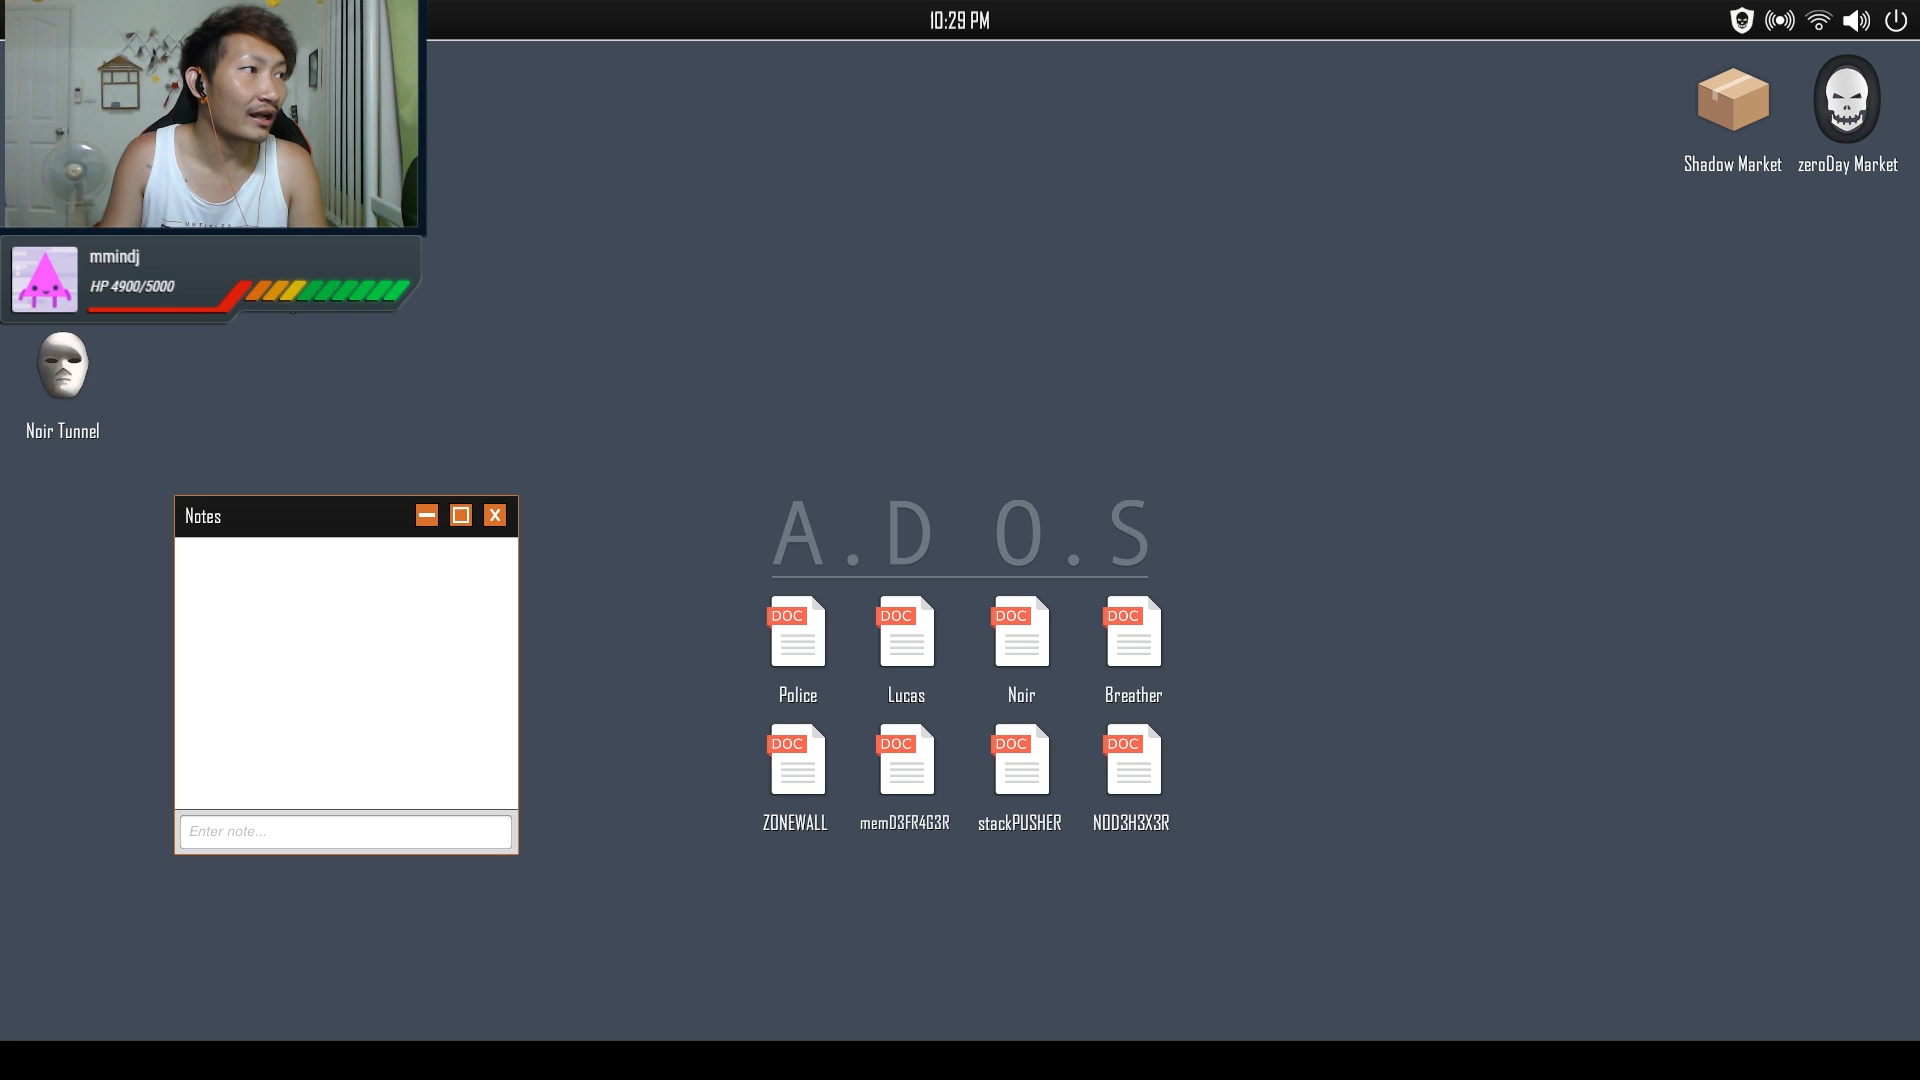 10:29 PM
Shadow Market
zeroDay Market
mmindj
HP 4900/5000
Noir Tunnel
Notes
Enter note...
A.D O.S
DOC
DOC
DOC
DOC
Police
Lucas
Noir
Breather
DOC
DOC
DOC
DOC
ZONEWALL
memD3FR4G3R
stackPUSHER
N0D3H3X3R